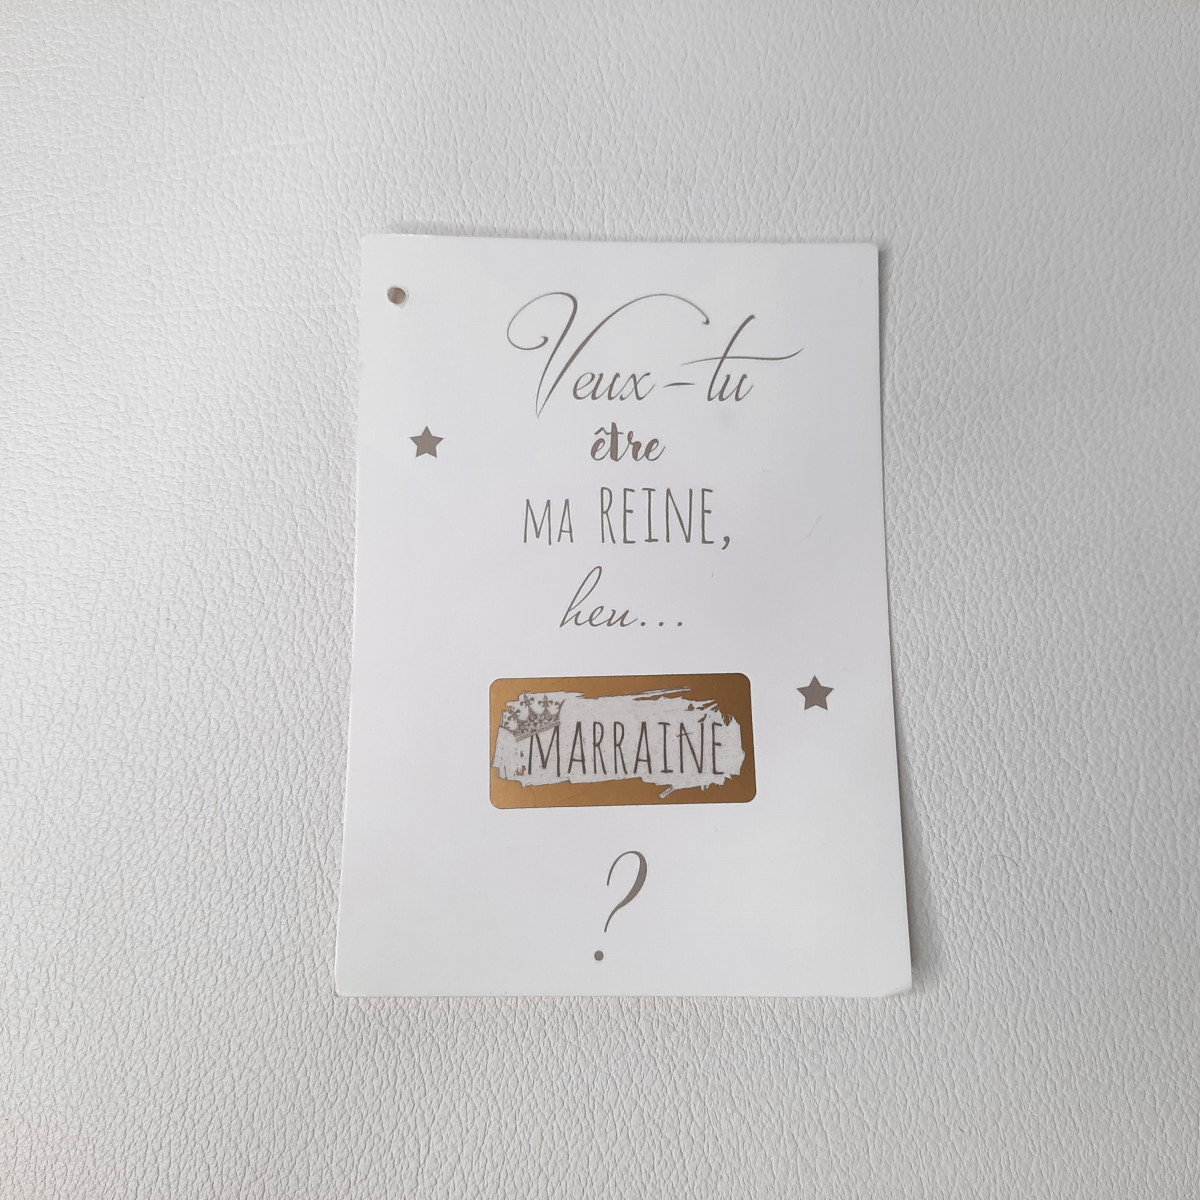 Veux-tu
être
MA REINE,
heu...
MARRAINE
?